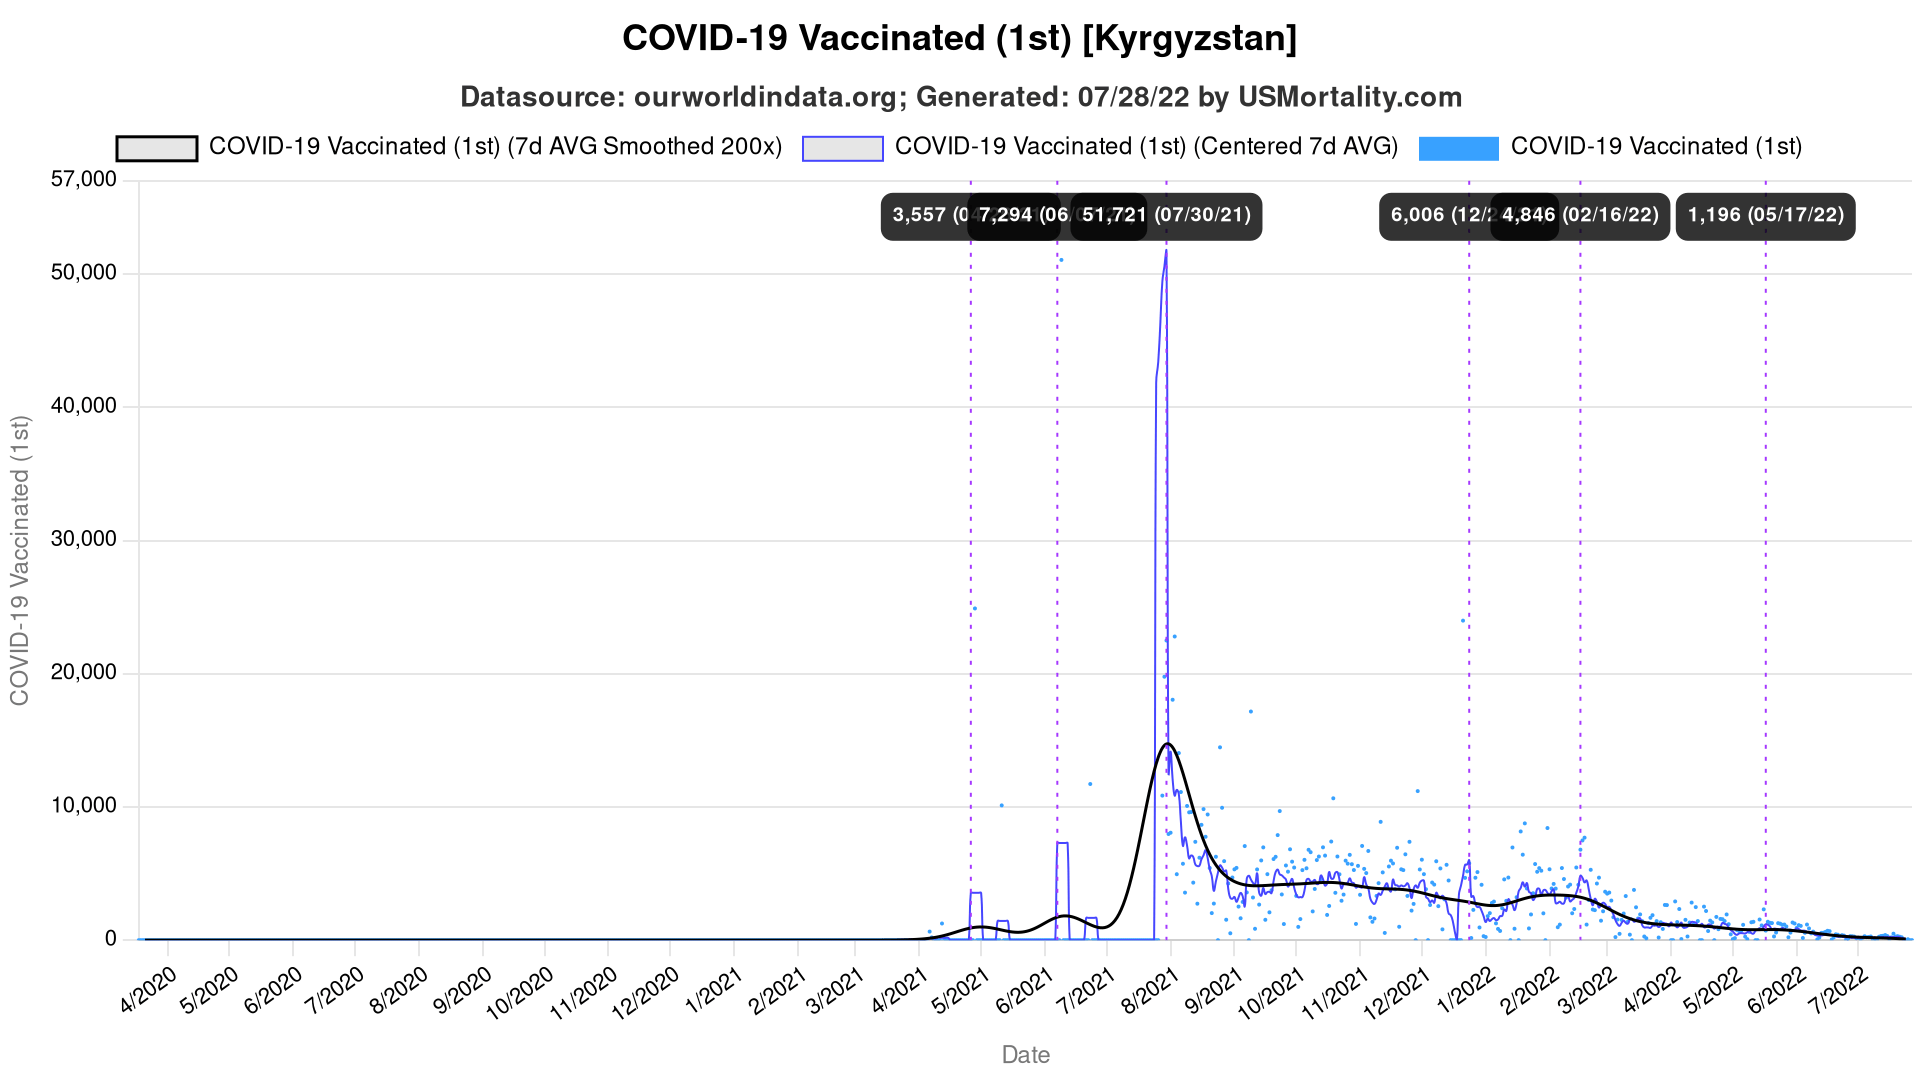 COVID-19 Vaccinated (1st) [Kyrgyzstan]
Datasource: ourworldindata.org; Generated: 07/28/22 by USMortality.com
COVID-19 Vaccinated (1st) (7d AVG Smoothed 200x) COVID-19 Vaccinated (1st) (Centered 7d AVG) COVID-19 Vaccinated (1st)
57,000
3,557 7,294 51,721 (07/30/21) 6,006 4,846 (02/16/22) 1,196 (05/17/22)
50,000
40,000
30,000
20,000
10,000
0
COVID-19 Vaccinated (1st)
4/2020 5/2020 6/2020 7/2020 8/2020 9/2020 10/2020 11/2020 12/2020 1/2021 2/2021 3/2021 4/2021 5/2021 6/2021 7/2021 8/2021 9/2021 10/2021 11/2021 12/2021 1/2022 2/2022 3/2022 4/2022 5/2022 6/2022 7/2022
Date